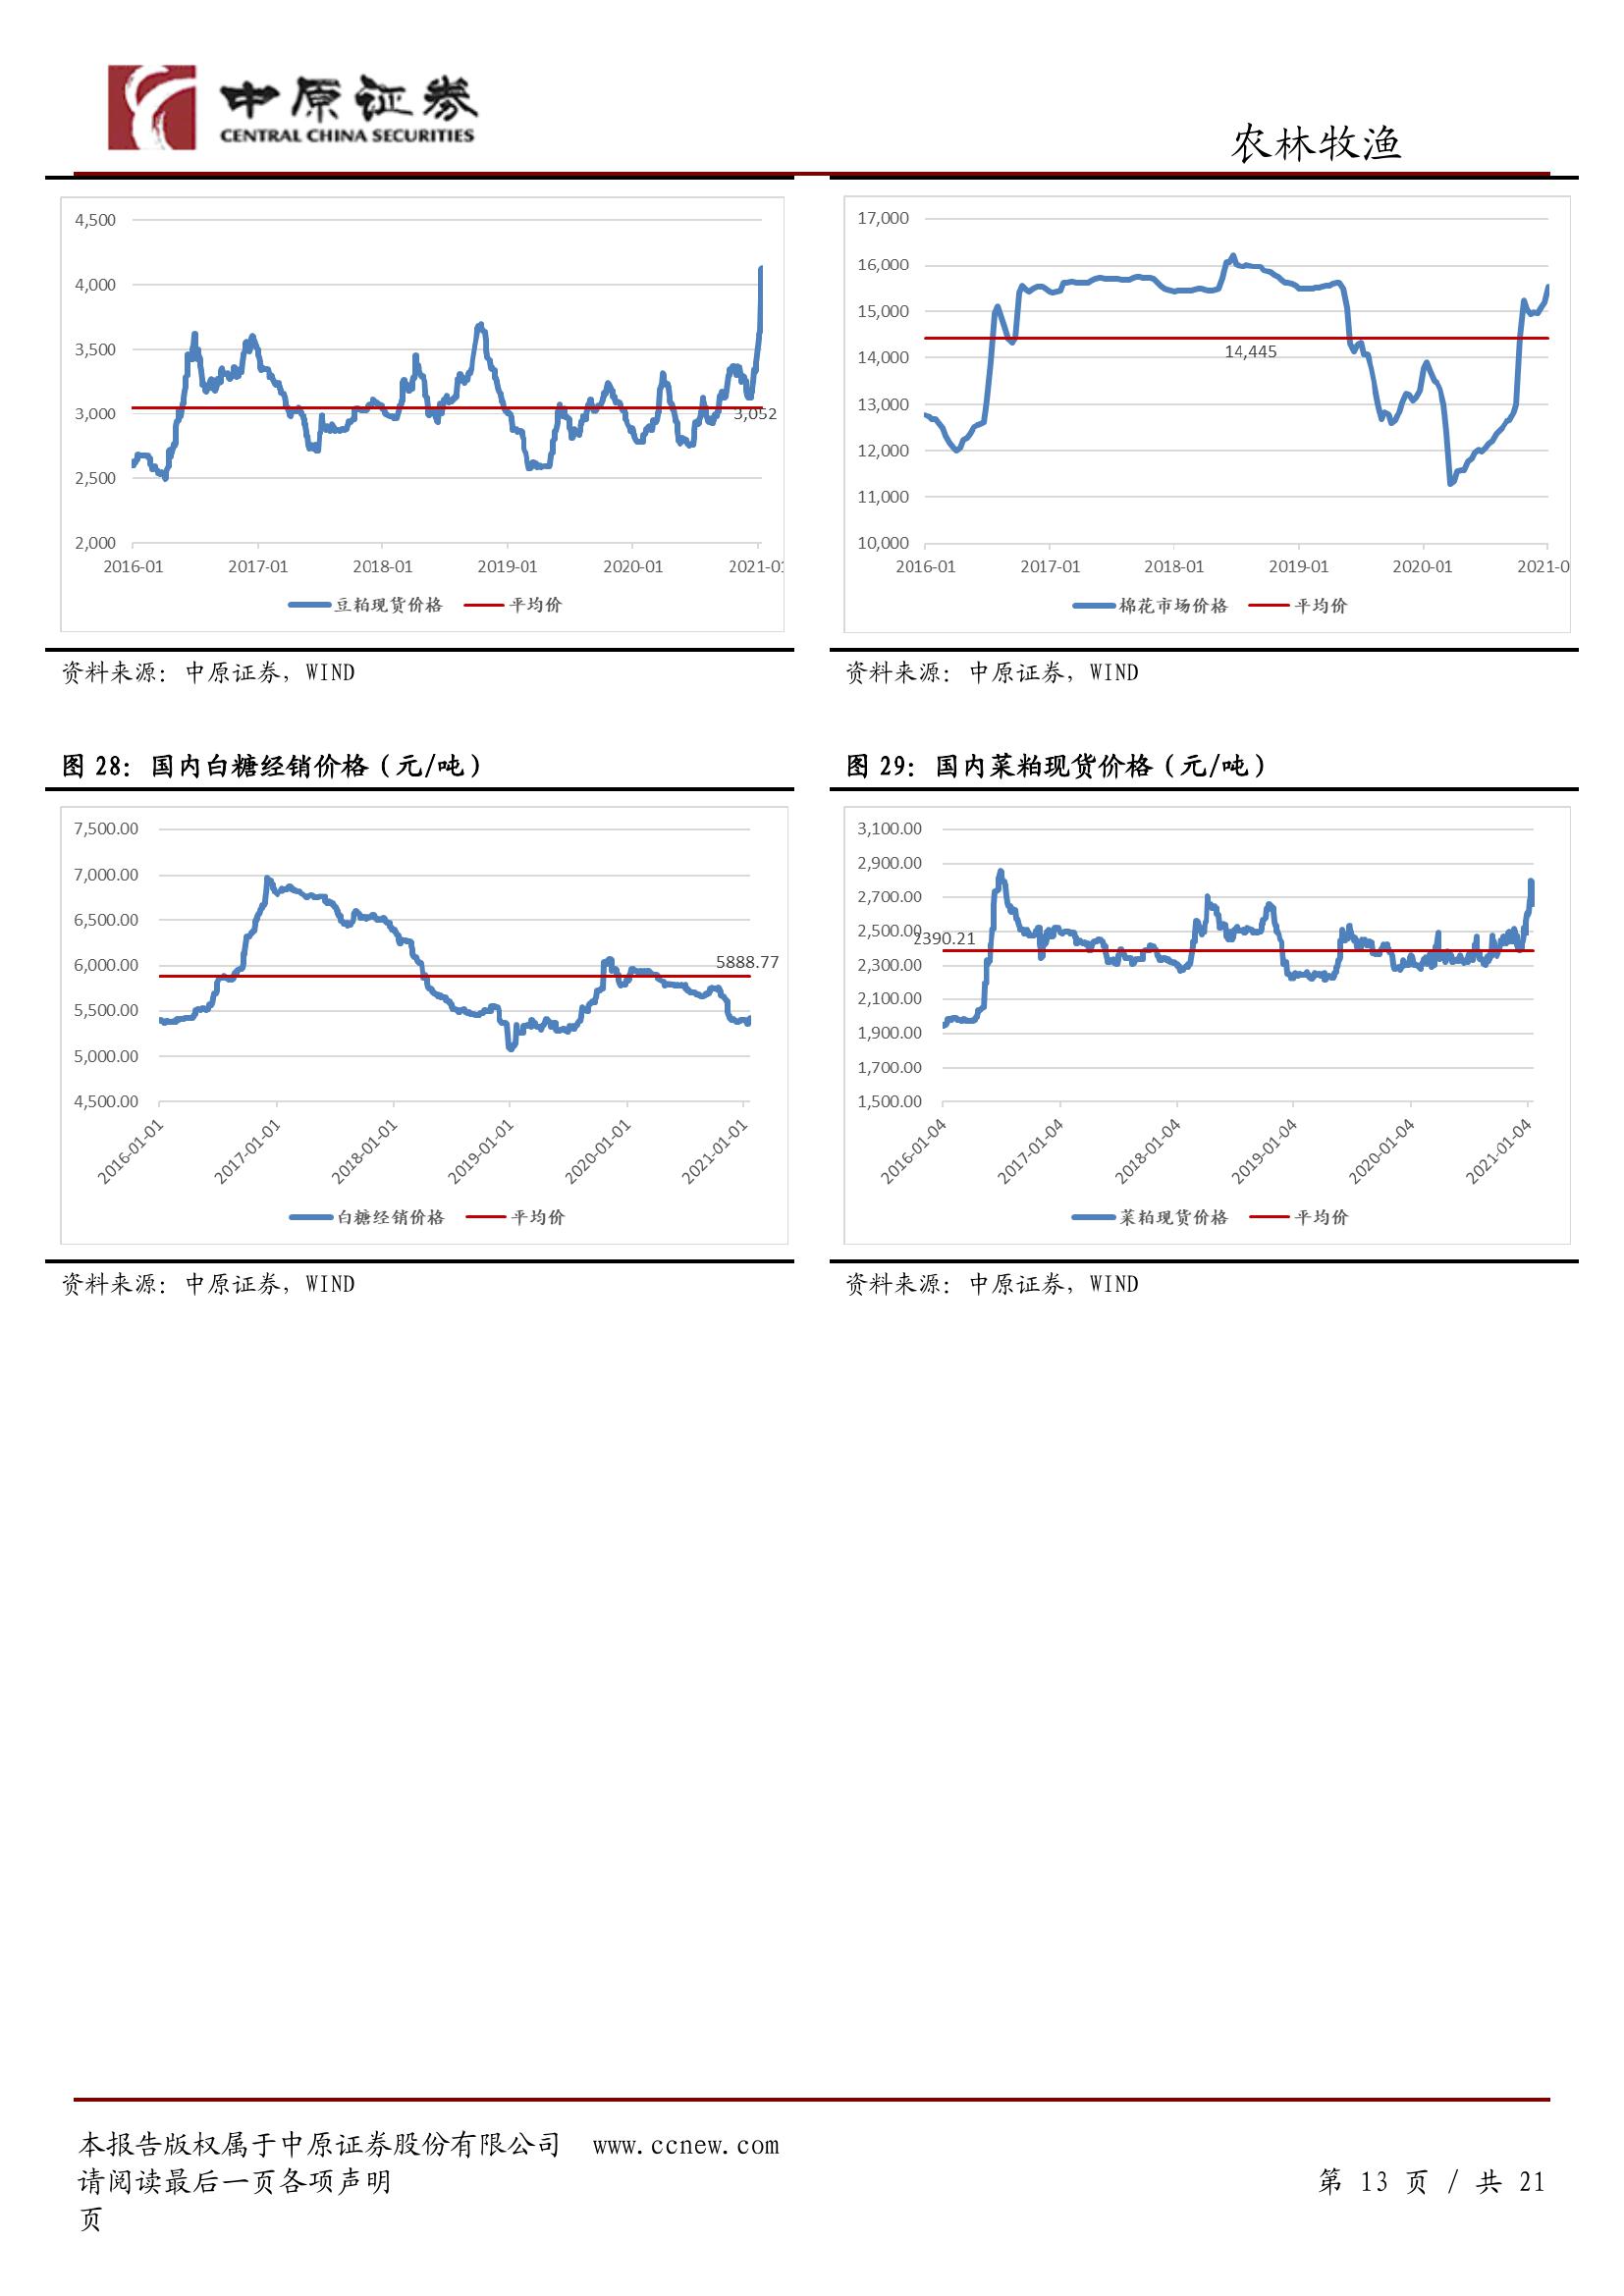 中原证券
CENTRAL CHINA SECURITIES
农林牧渔
4,500
4,000
3,500
3,000
2,500
2,000
3,052
2016-01 2017-01 2018-01 2019-01 2020-01 2021-01
豆粕现货价格 平均价
17,000
16,000
15,000
14,000
13,000
12,000
11,000
10,000
14,445
2016-01 2017-01 2018-01 2019-01 2020-01 2021-0
棉花市场价格 平均价
资料来源：中原证券，WIND
资料来源：中原证券，WIND
图 28：国内白糖经销价格（元/吨）
图 29：国内菜粕现货价格（元/吨）
7,500.00
7,000.00
6,500.00
6,000.00
5,500.00
5,000.00
4,500.00
5888.77
2016-01-01 2017-01-01 2018-01-01 2019-01-01 2020-01-01 2021-01-01
白糖经销价格 平均价
3,100.00
2,900.00
2,700.00
2,500.00
2,300.00
2,100.00
1,900.00
1,700.00
1,500.00
2390.21
2016-01-04 2017-01-04 2018-01-04 2019-01-04 2020-01-04 2021-01-04
菜粕现货价格 平均价
资料来源：中原证券，WIND
资料来源：中原证券，WIND
本报告版权属于中原证券股份有限公司 www.ccnew.com
请阅读最后一页各项声明 第 13 页 / 共 21
页